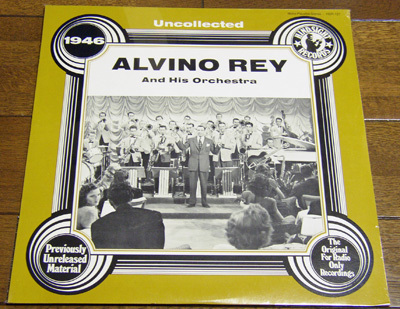 Uncollected
1946
HINDSIGHT
RECORDS
ALVINO REY
And His Orchestra
Previously
Unreleased
Material
The
Original
For Radio
Only
Recordings